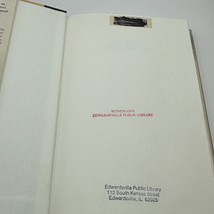 WITHDRAWN
EDWARDSVILLE PUBLIC LIBRARY
Edwardsville Public Library
112 South Kansas Street
Edwardsville, IL 62025